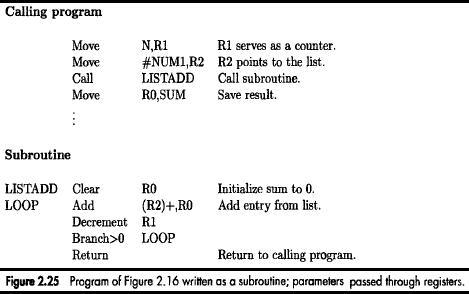 Calling program
Move N,R1 R1 serves as a counter.
Move #NUM1,R2 R2 points to the list.
Call LISTADD Call subroutine.
Move R0,SUM Save result.
⋮
Subroutine
LISTADD Clear R0 Initialize sum to 0.
LOOP Add (R2)+,R0 Add entry from list.
Decrement R1
Branch>0 LOOP
Return Return to calling program.
Figure 2.25 Program of Figure 2.16 written as a subroutine; parameters passed through registers.